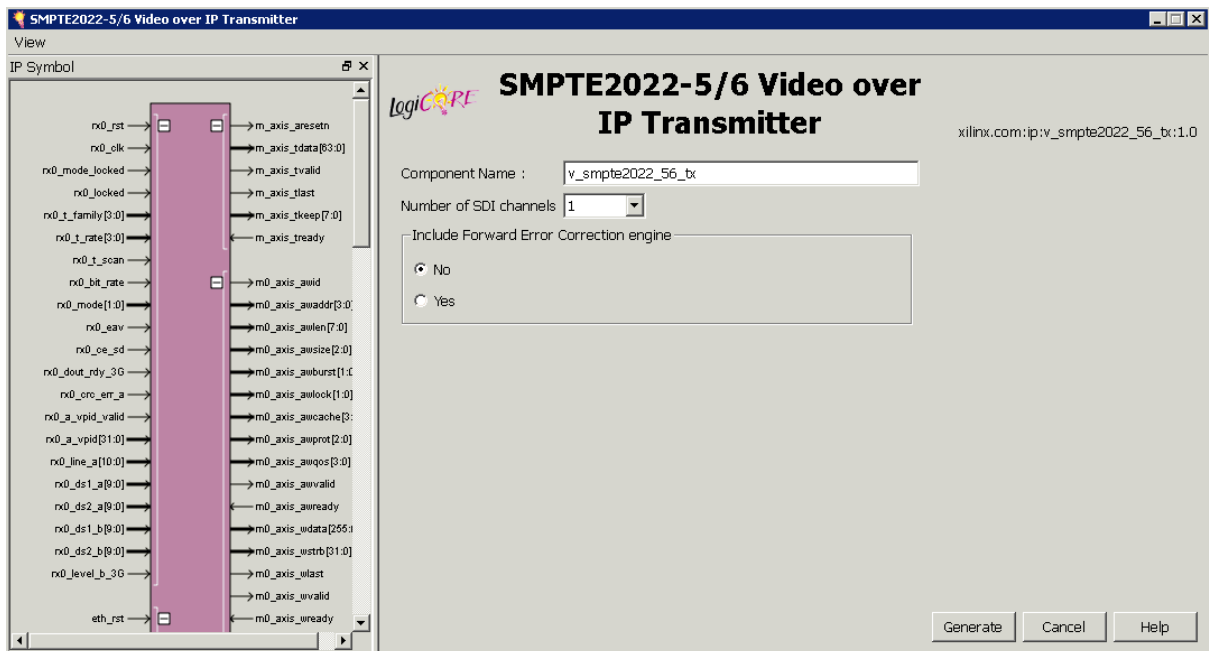 SMPTE2022-5/6 Video over IP Transmitter
View
IP Symbol
rx0_rst
rx0_clk
rx0_mode_locked
rx0_locked
rx0_t_family[3:0]
rx0_t_rate[3:0]
rx0_t_scan
rx0_bit_rate
rx0_mode[1:0]
rx0_eav
rx0_ce_sd
rx0_dout_rdy_3G
rx0_crc_err_a
rx0_a_vpid_valid
rx0_a_vpid[31:0]
rx0_line_a[10:0]
rx0_ds1_a[9:0]
rx0_ds2_a[9:0]
rx0_ds1_b[9:0]
rx0_ds2_b[9:0]
rx0_level_b_3G
eth_rst
m_axis_aresetn
m_axis_tdata[63:0]
m_axis_tvalid
m_axis_tlast
m_axis_tkeep[7:0]
m_axis_tready
m0_axis_awid
m0_axis_awaddr[3:0]
m0_axis_awlen[7:0]
m0_axis_awsize[2:0]
m0_axis_awburst[1:0
m0_axis_awlock[1:0]
m0_axis_awcache[3:
m0_axis_awprot[2:0]
m0_axis_awqos[3:0]
m0_axis_awvalid
m0_axis_awready
m0_axis_wdata[255:
m0_axis_wstrb[31:0]
m0_axis_wlast
m0_axis_wvalid
m0_axis_wready
LogiCORE
SMPTE2022-5/6 Video over
IP Transmitter
xilinx.com:ip:v_smpte2022_56_tx:1.0
Component Name : v_smpte2022_56_tx
Number of SDI channels 1
Include Forward Error Correction engine
No
Yes
Generate Cancel Help